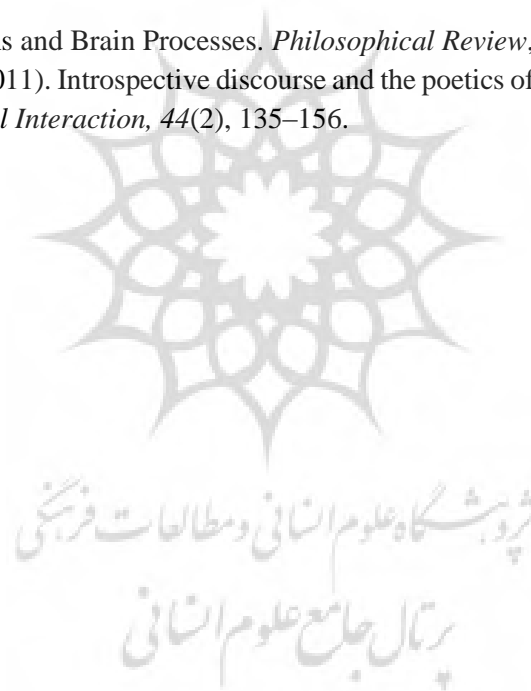 s and Brain Processes. Philosophical Review,
011). Introspective discourse and the poetics of
l Interaction, 44(2), 135–156.
پژوهشگاه علوم انسانی و مطالعات فرهنگی
پرتال جامع علوم انسانی